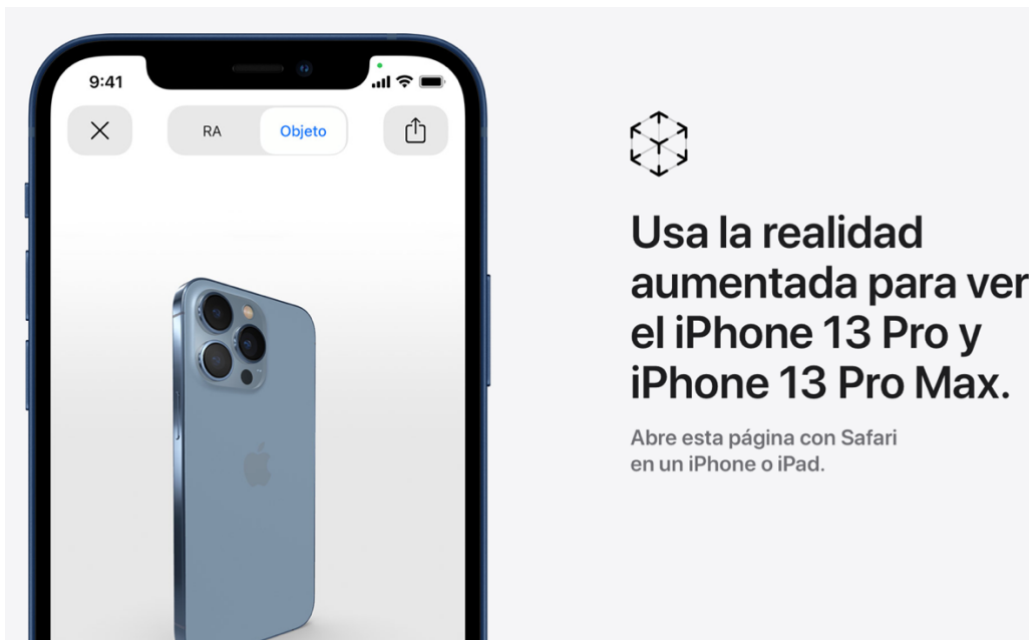 9:41
RA
Objeto
Usa la realidad
aumentada para ver
el iPhone 13 Pro y
iPhone 13 Pro Max.
Abre esta página con Safari
en un iPhone o iPad.